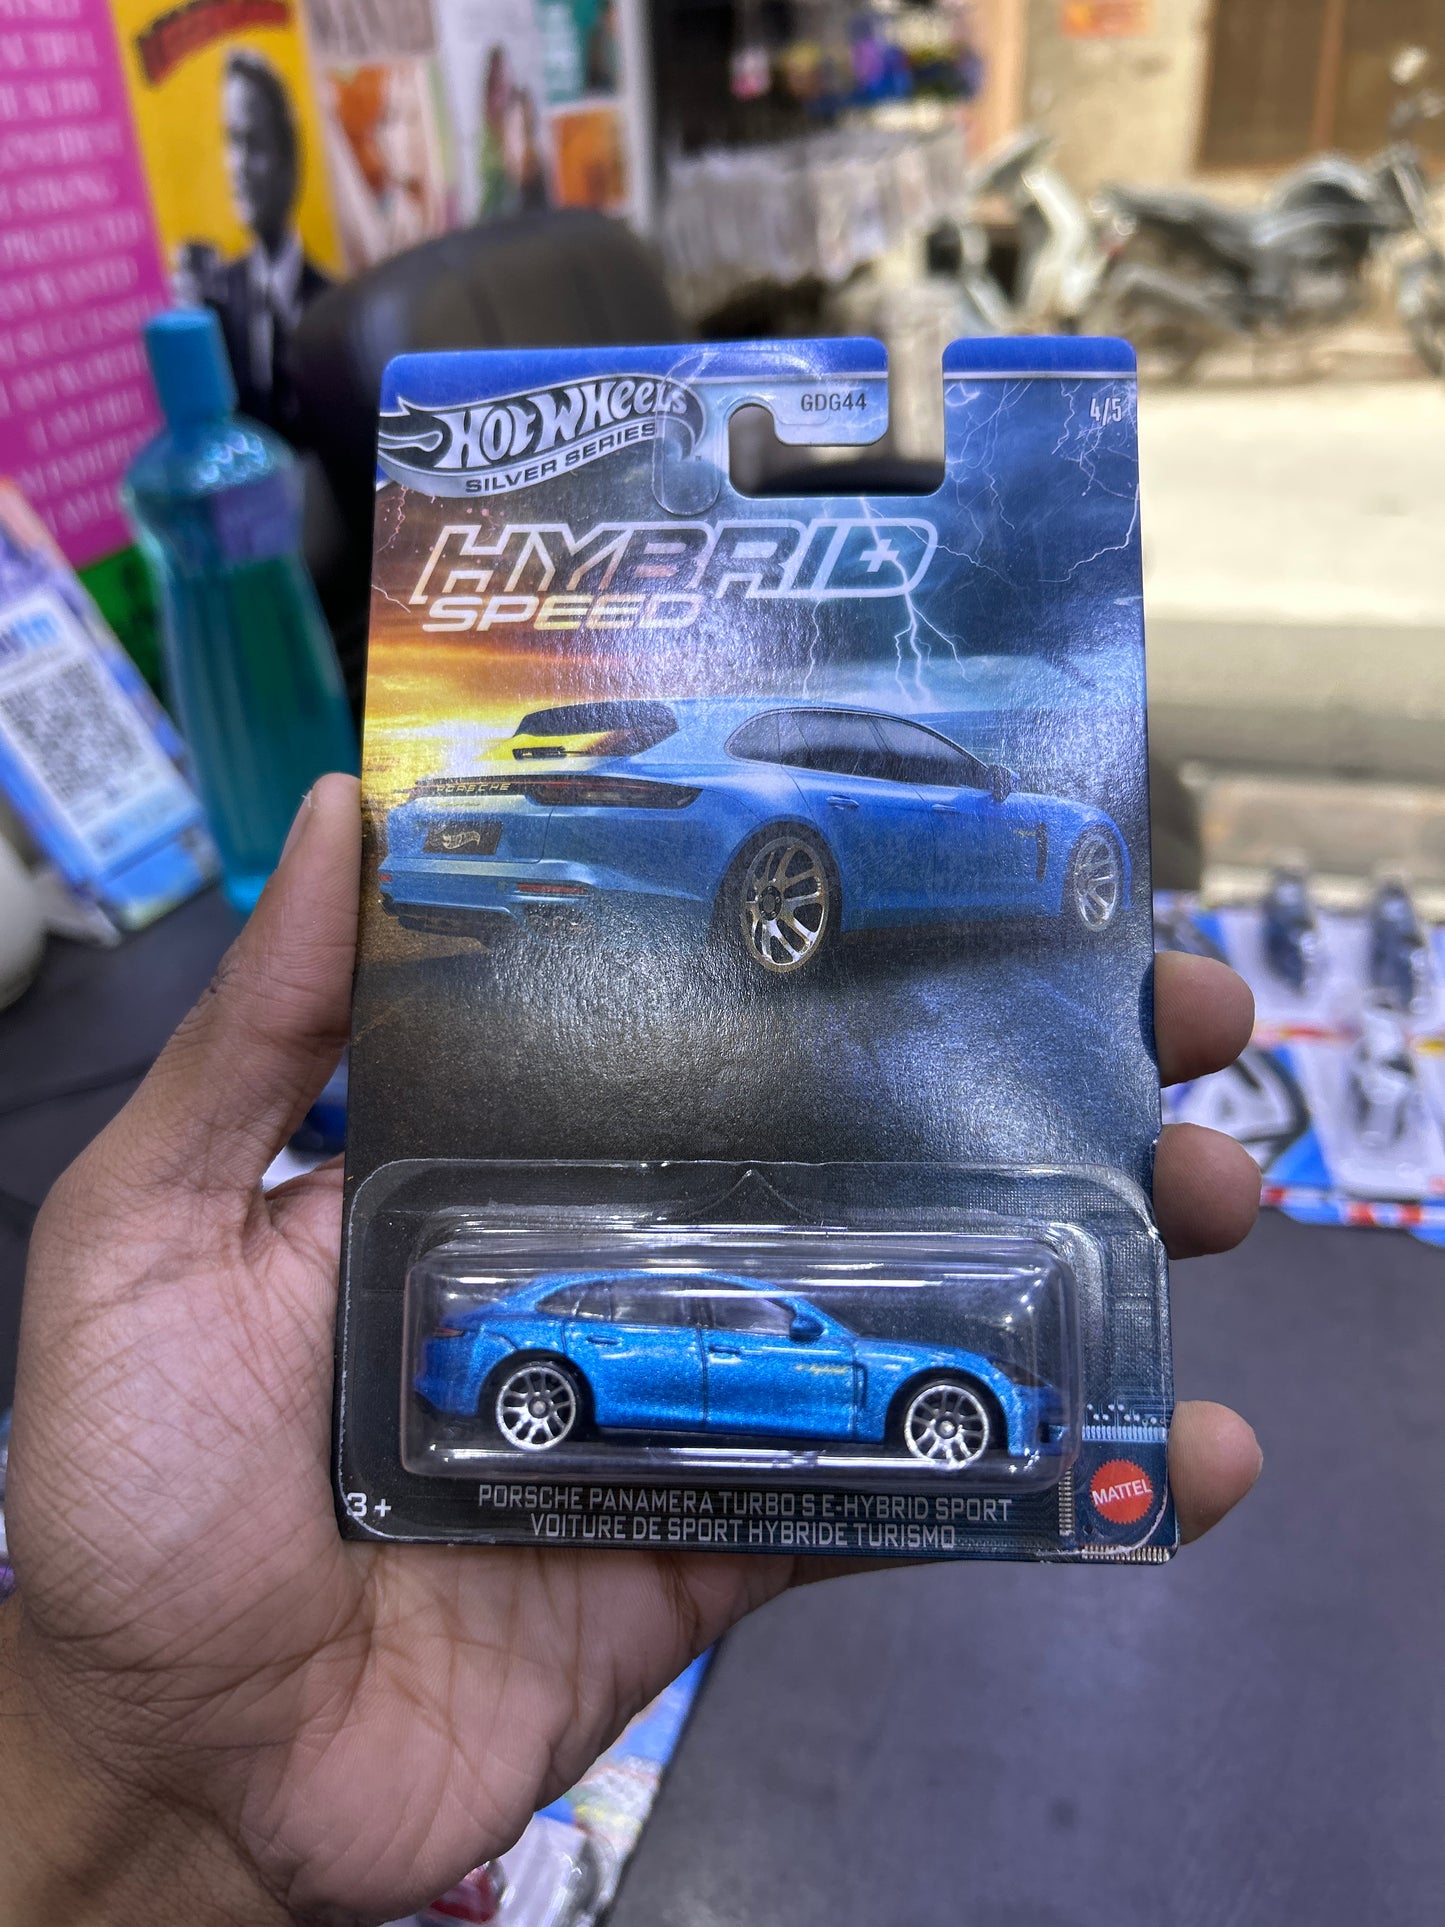 HOT WHEELS
SILVER SERIES
GDG44
4/5
HYBRID
SPEED
PORSCHE
3+
PORSCHE PANAMERA TURBO S E-HYBRID SPORT
VOITURE DE SPORT HYBRIDE TURISMO
MATTEL
PROTECTED